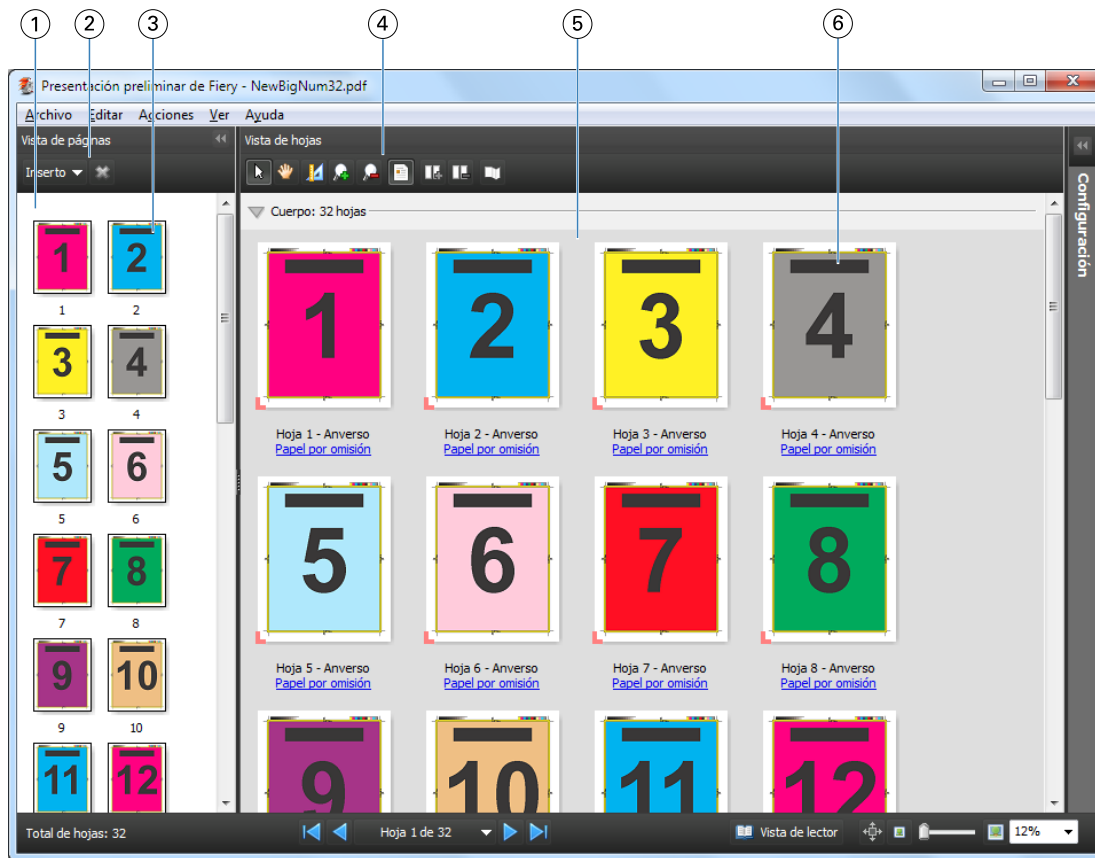 1 2 3 4 5 6
Presentación preliminar de Fiery - NewBigNum32.pdf
Archivo Editar Acciones Ver Ayuda
Vista de páginas
Inserto
1 2
1 2
3 4
3 4
5 6
5 6
7 8
7 8
9 10
9 10
11 12
Vista de hojas
Cuerpo: 32 hojas
1 2 3 4
Hoja 1 - Anverso Hoja 2 - Anverso Hoja 3 - Anverso Hoja 4 - Anverso
Papel por omisión Papel por omisión Papel por omisión Papel por omisión
5 6 7 8
Hoja 5 - Anverso Hoja 6 - Anverso Hoja 7 - Anverso Hoja 8 - Anverso
Papel por omisión Papel por omisión Papel por omisión Papel por omisión
9 10 11 12
Configuración
Total de hojas: 32
Hoja 1 de 32
Vista de lector
12%